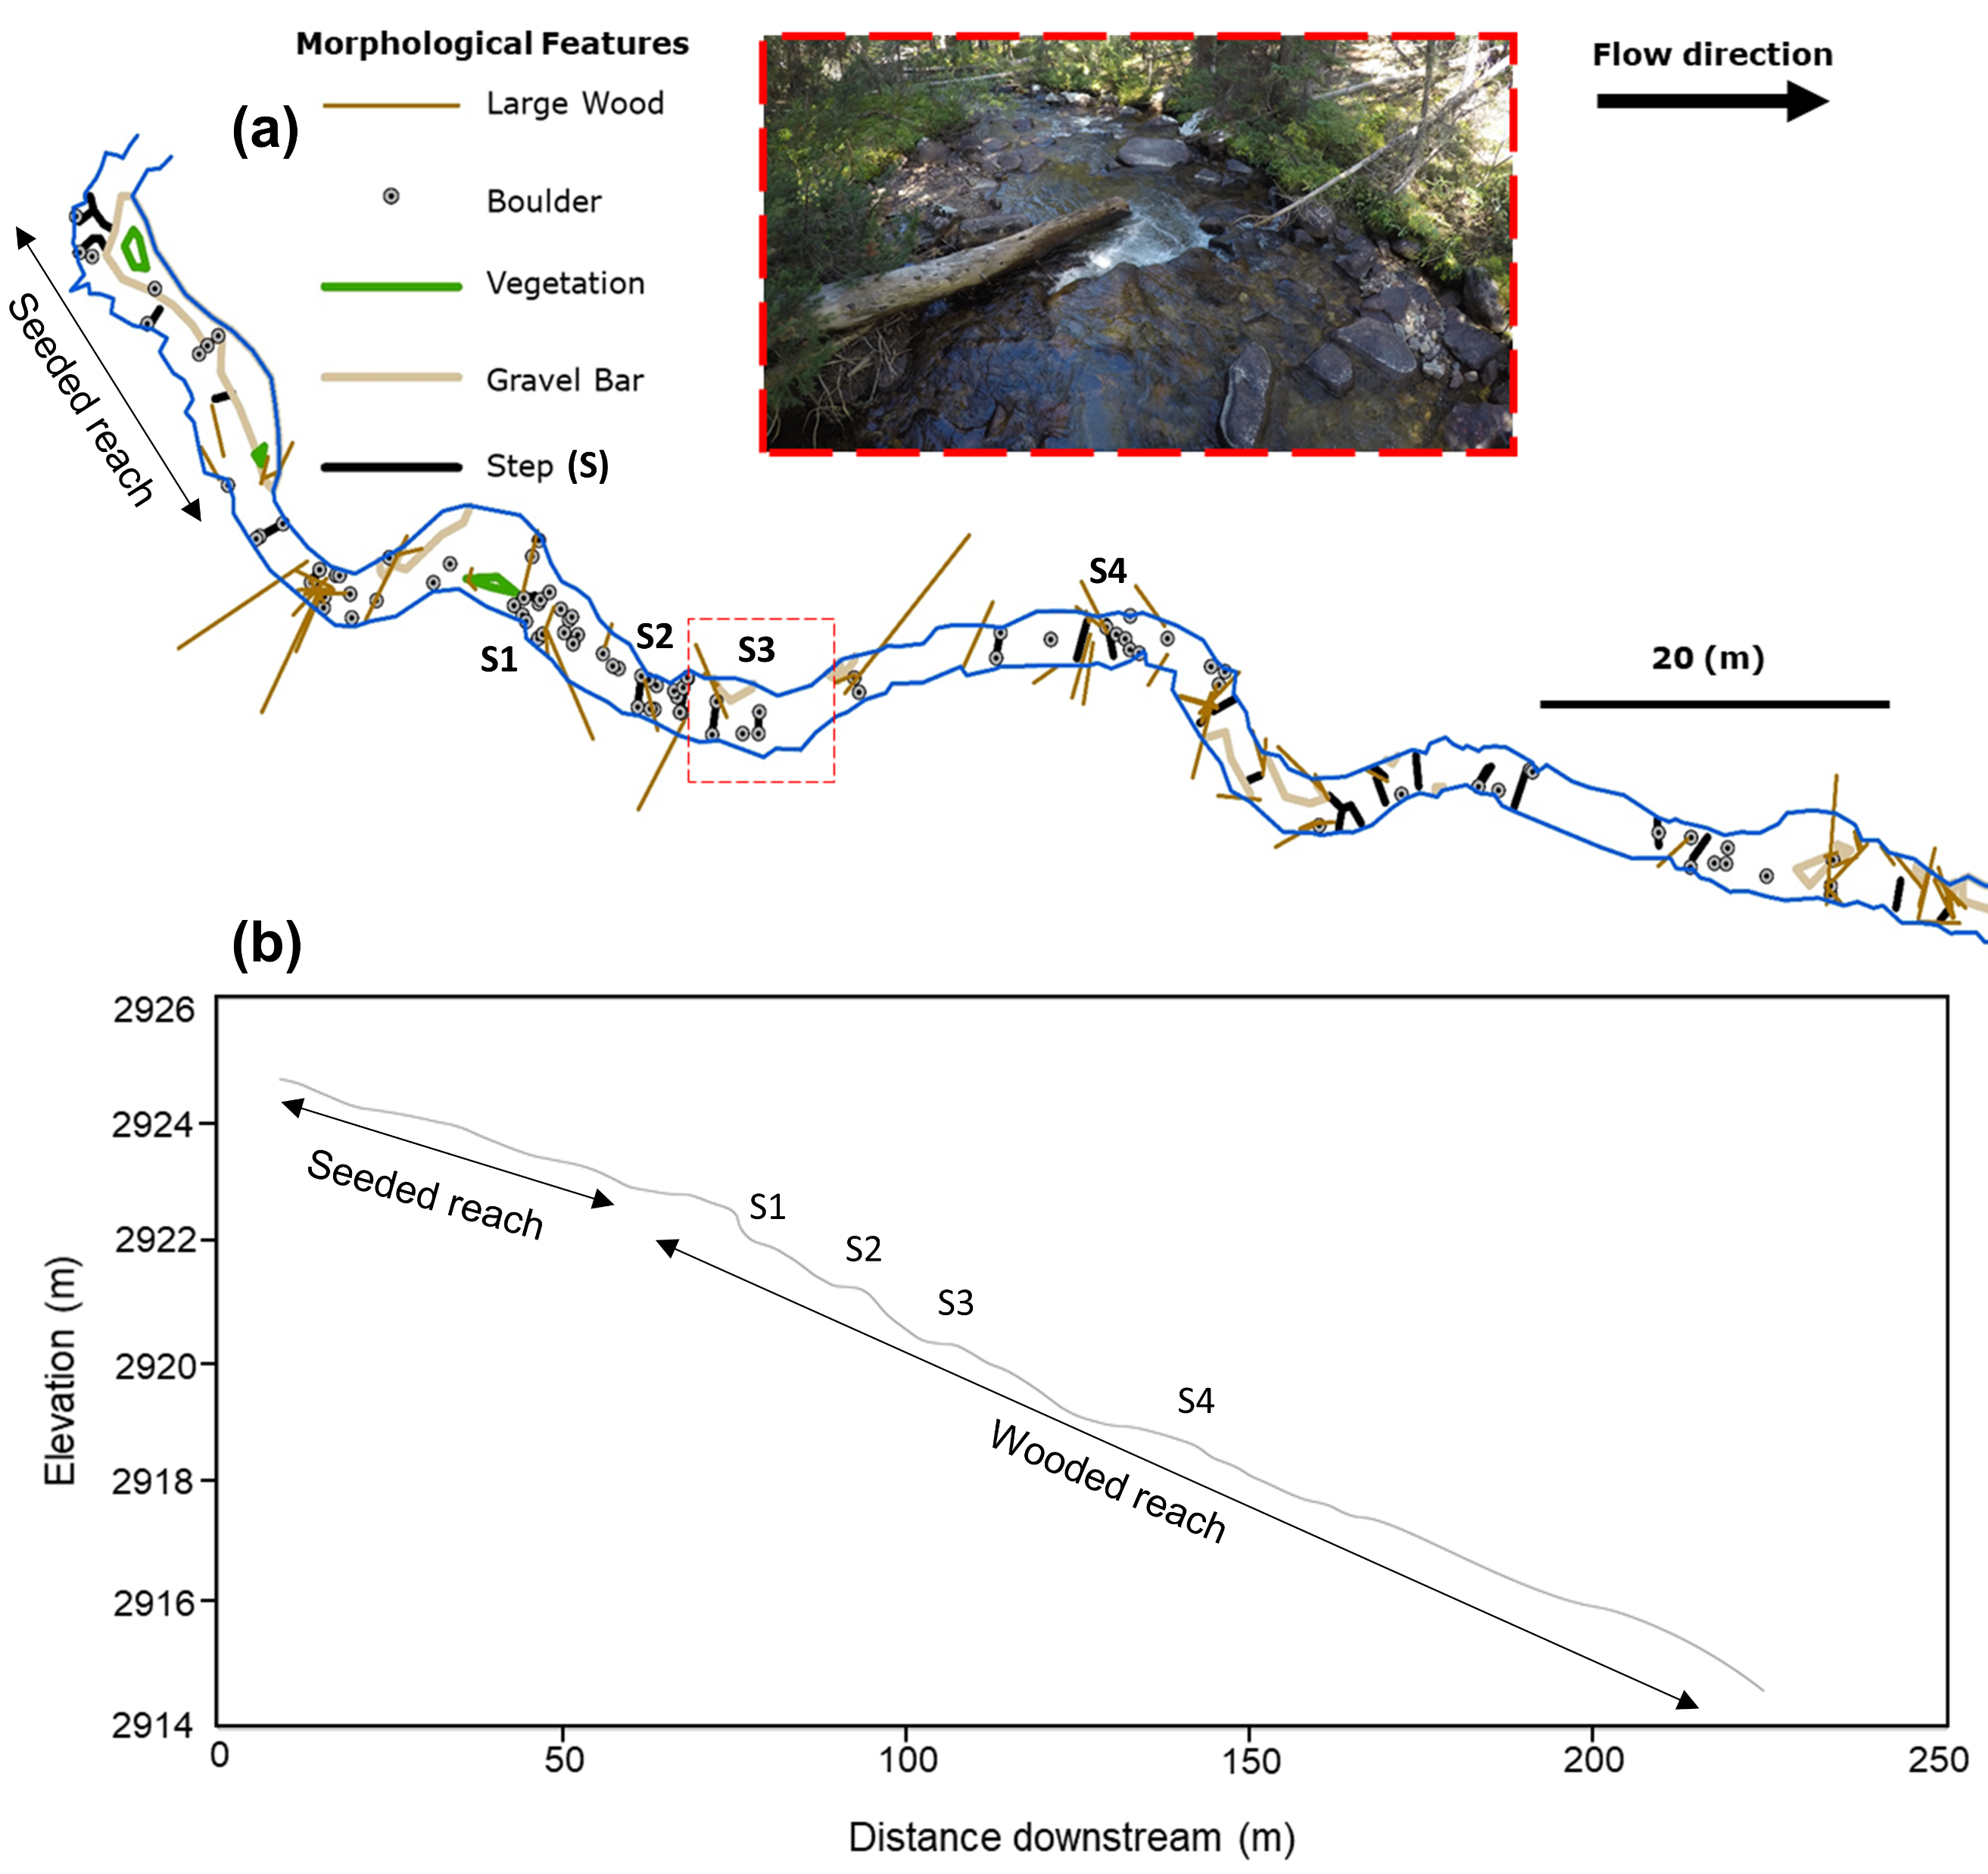 Morphological Features
Flow direction
(a)
Large Wood
Boulder
Vegetation
Gravel Bar
Step (S)
Seeded reach
S1
S2
S3
S4
20 (m)
(b)
2926
2924
2922
2920
2918
2916
2914
Elevation (m)
Seeded reach
S1
S2
S3
S4
Wooded reach
0
50
100
150
200
250
Distance downstream (m)